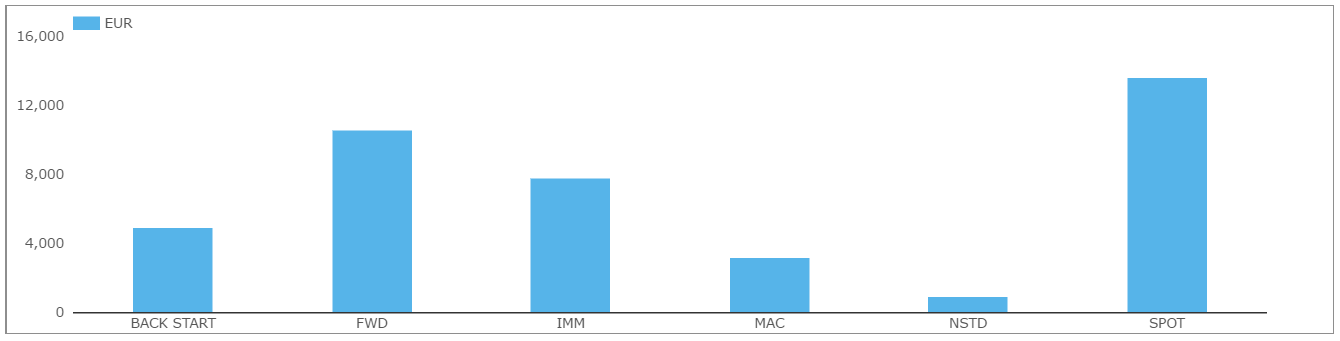 EUR
16,000
12,000
8,000
4,000
0
BACK START FWD IMM MAC NSTD SPOT